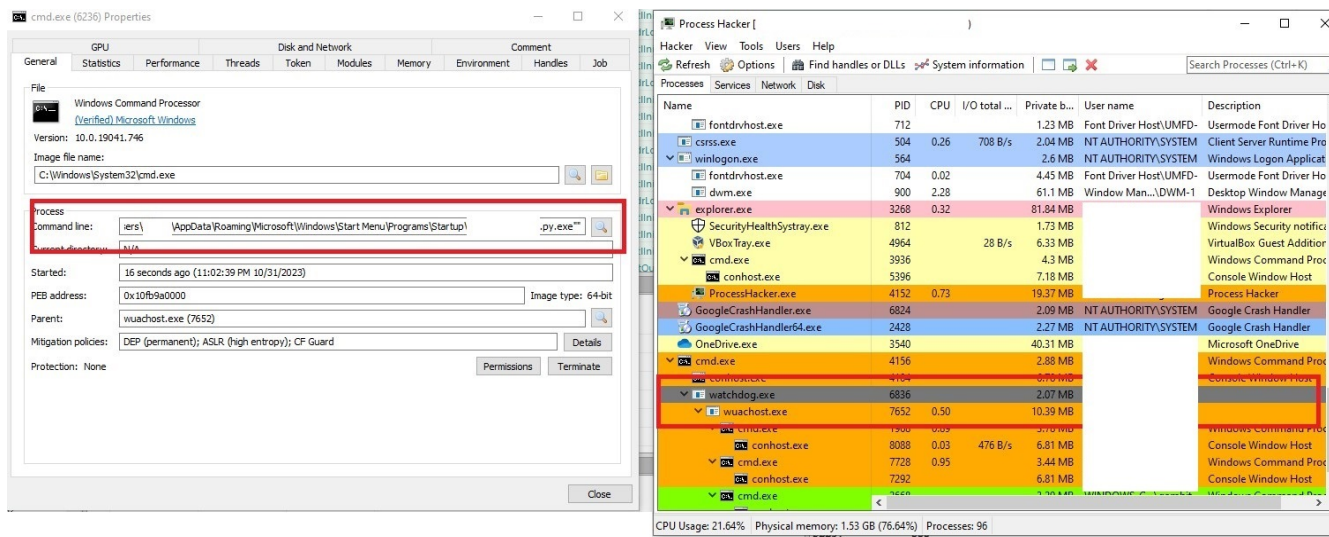 cmd.exe (6236) Properties
GPU Disk and Network Comment
General Statistics Performance Threads Token Modules Memory Environment Handles Job
File
Windows Command Processor
(Verified) Microsoft Windows
Version: 10.0.19041.746
Image file name:
C:\Windows\System32\cmd.exe
Process
Command line: ers\ \AppData\Roaming\Microsoft\Windows\Start Menu\Programs\Startup\ .py.exe""
Current directory: N/A
Started: 16 seconds ago (11:02:39 PM 10/31/2023)
PEB address: 0x10fb9a0000 Image type: 64-bit
Parent: wuachost.exe (7652)
Mitigation policies: DEP (permanent); ASLR (high entropy); CF Guard Details
Protection: None Permissions Terminate
Close
Process Hacker [ )
Hacker View Tools Users Help
Refresh Options Find handles or DLLs System information Search Processes (Ctrl+K)
Processes Services Network Disk
Name PID CPU I/O total ... Private b... User name Description
fontdrvhost.exe 712 1.23 MB Font Driver Host\UMFD- Usermode Font Driver Ho
csrss.exe 504 0.26 708 B/s 2.04 MB NT AUTHORITY\SYSTEM Client Server Runtime Pro
winlogon.exe 564 2.6 MB NT AUTHORITY\SYSTEM Windows Logon Applicat
fontdrvhost.exe 704 0.02 4.45 MB Font Driver Host\UMFD- Usermode Font Driver Ho
dwm.exe 900 2.28 61.1 MB Window Man...\DWM-1 Desktop Window Manage
explorer.exe 3268 0.32 81.84 MB Windows Explorer
SecurityHealthSystray.exe 812 1.73 MB Windows Security notifica
VBoxTray.exe 4964 28 B/s 6.33 MB VirtualBox Guest Addition
cmd.exe 3936 4.3 MB Windows Command Proc
conhost.exe 5396 7.18 MB Console Window Host
ProcessHacker.exe 4152 0.73 19.37 MB Process Hacker
GoogleCrashHandler.exe 6824 2.09 MB NT AUTHORITY\SYSTEM Google Crash Handler
GoogleCrashHandler64.exe 2428 2.27 MB NT AUTHORITY\SYSTEM Google Crash Handler
OneDrive.exe 3540 40.31 MB Microsoft OneDrive
cmd.exe 4156 2.88 MB Windows Command Proc
conhost.exe Console Window Host
watchdog.exe 6836 2.07 MB
wuachost.exe 7652 0.50 10.39 MB
cmd.exe Windows Command Proc
conhost.exe 8088 0.03 476 B/s 6.81 MB Console Window Host
cmd.exe 7728 0.95 3.44 MB Windows Command Proc
conhost.exe 7292 6.81 MB Console Window Host
cmd.exe
CPU Usage: 21.64% Physical memory: 1.53 GB (76.64%) Processes: 96